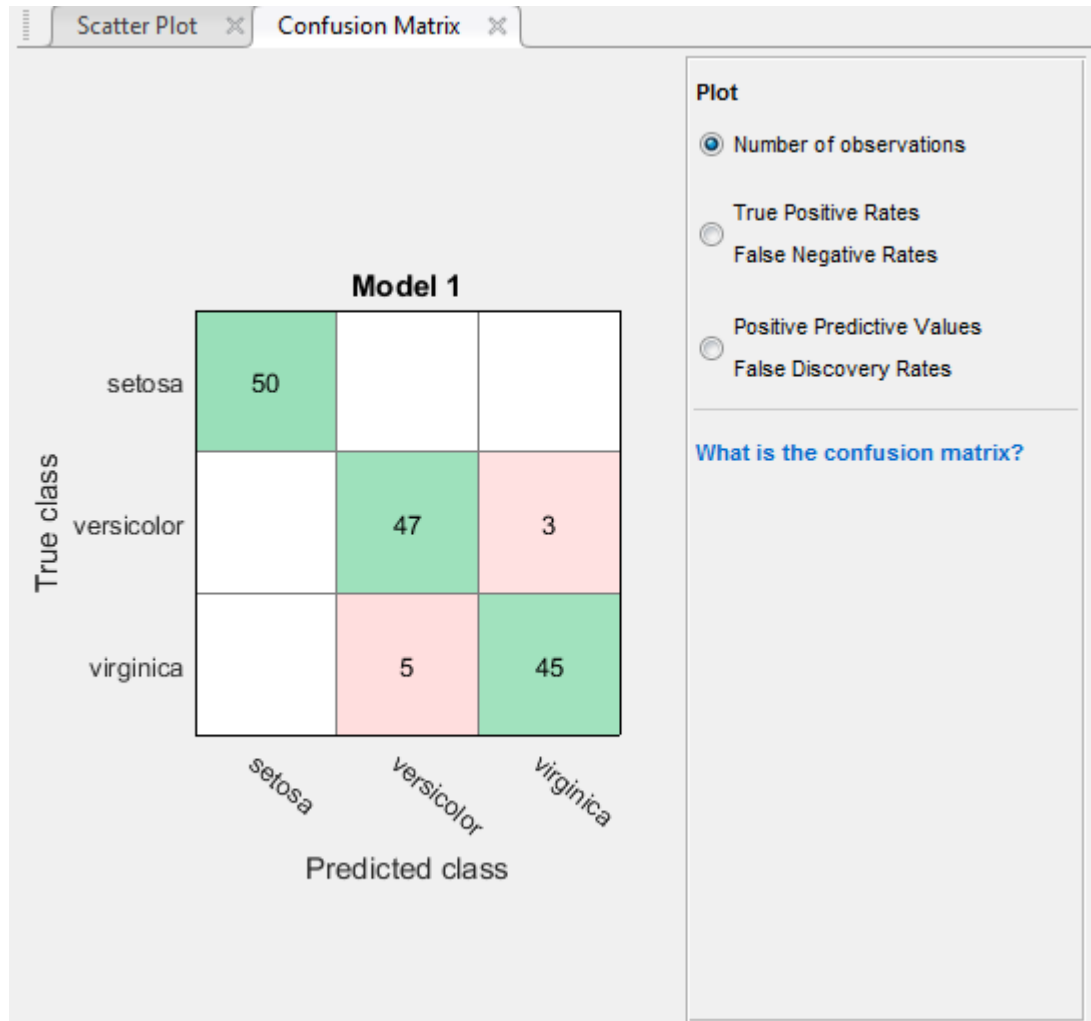 Scatter Plot
Confusion Matrix
Plot
Number of observations
True Positive Rates
False Negative Rates
Positive Predictive Values
False Discovery Rates
What is the confusion matrix?
Model 1
True class
setosa 50
versicolor 47 3
virginica 5 45
setosa versicolor virginica
Predicted class